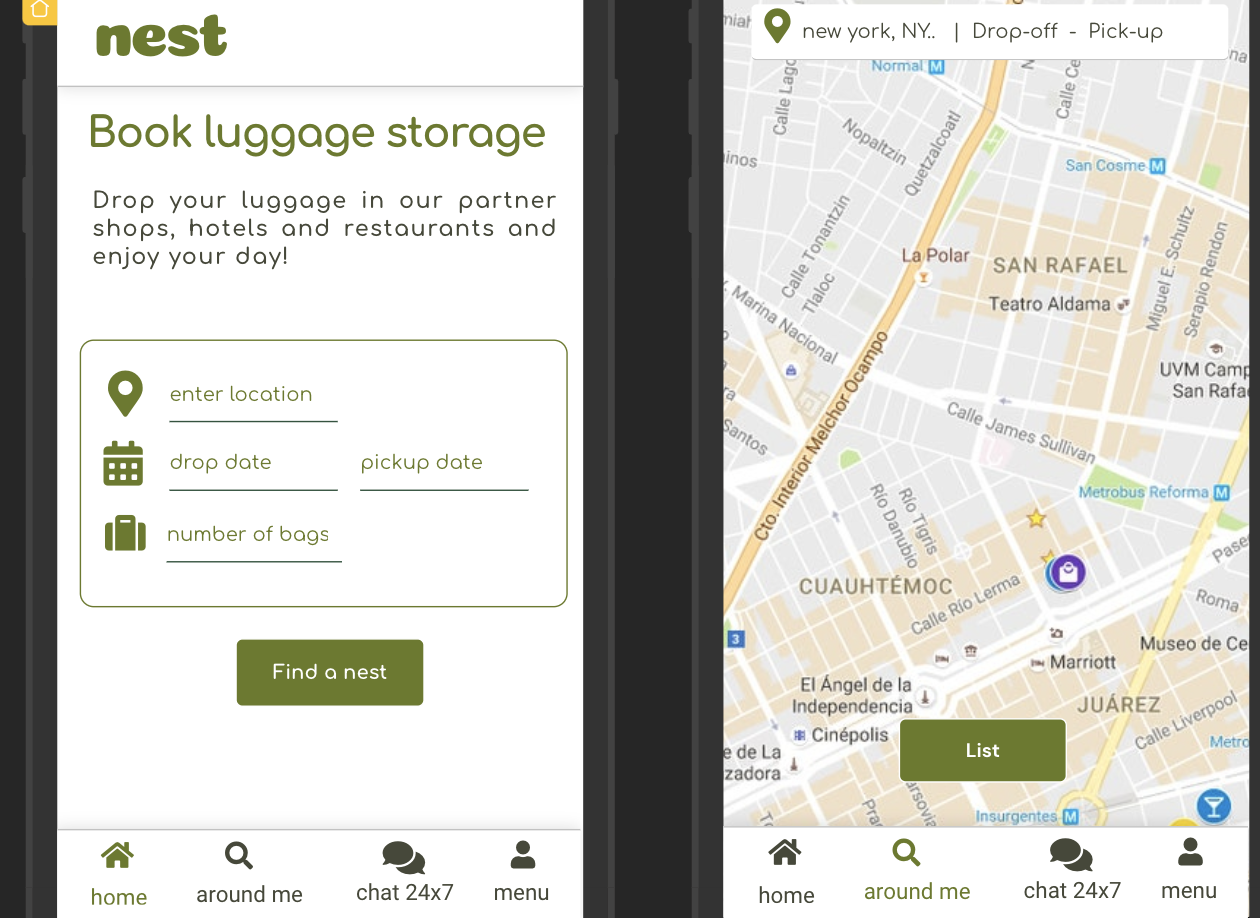 nest
Book luggage storage
Drop your luggage in our partner
shops, hotels and restaurants and
enjoy your day!
enter location
drop date
pickup date
number of bags
Find a nest
home
around me
chat 24x7
menu
new york, NY.. | Drop-off - Pick-up
Normal M
Calle Lago
Nopaltzin
Quetzalcoatl
Calle Ce
San Cosme M
inos
Calle Tonantzin
Tlaloc
La Polar
SAN RAFAEL
Miguel E. Schultz
Serapio Rendon
Teatro Aldama
Marina Nacional
UVM Camp
San Rafa
Cto. Interior Melchor Ocampo
Calle James Sullivan
Santos
Metrobus Reforma M
Río Tigris
Río Danubio
CUAUHTÉMOC
Calle Río Lerma
Pase
Roma
3
Museo de Ce
Marriott
El Ángel de la
Independencia
JUÁREZ
Calle Liverpool
Cinépolis
e de La
zadora
List
Metro
Insurgentes M
home
around me
chat 24x7
menu